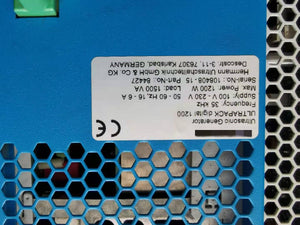 Ultrasonic Generator
ULTRAPACK digital 1200
Frequency: 35 kHz
Supply: 100 V - 230 V 50 - 60 Hz, 16 - 6 A
Max. Power: 1200 W Load: 1500 VA
Serial-No.: 108408 - 15 Part-No.: 84427
Hermann Ultraschalltechnik GmbH & Co. KG
Descostr. 3-11, 76307 Karlsbad, GERMANY